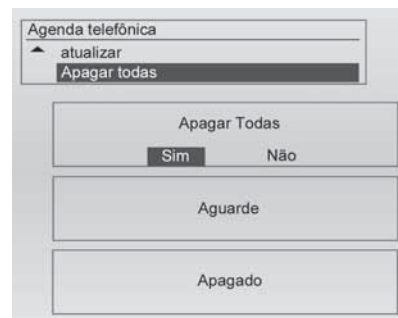 Agenda telefônica
atualizar
Apagar todas
Apagar Todas
Sim Não
Aguarde
Apagado